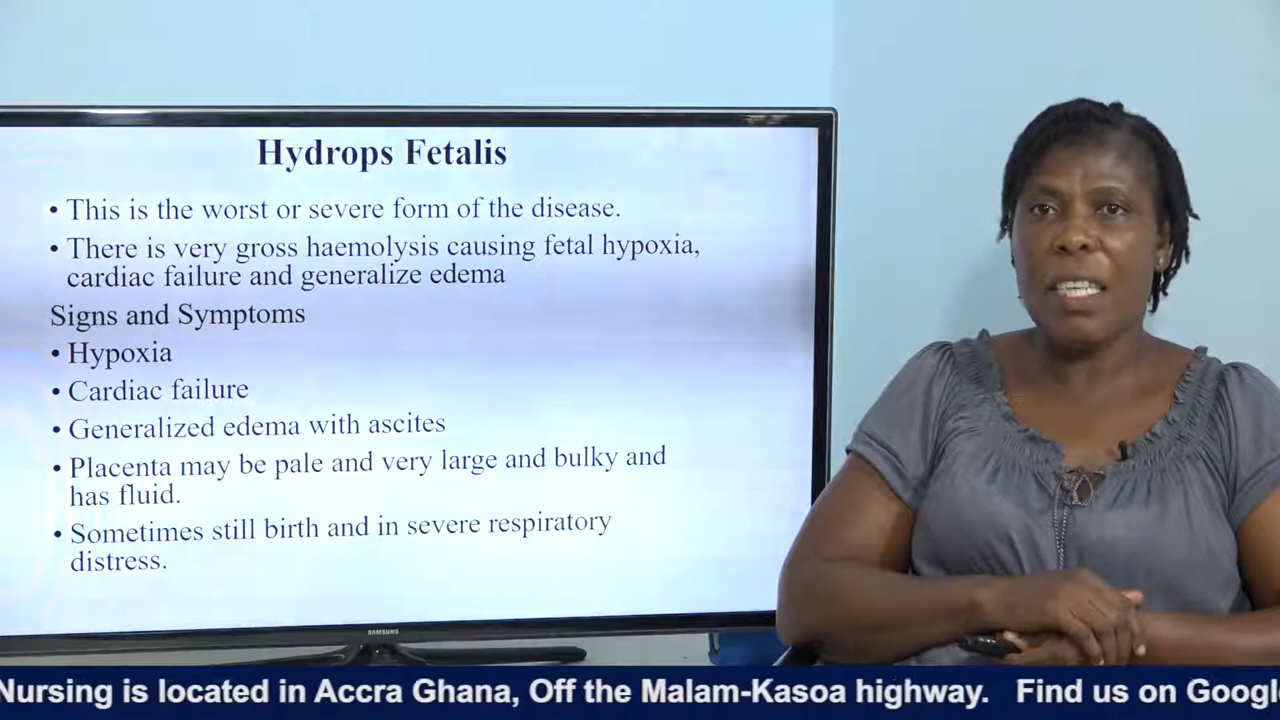 Hydrops Fetalis
• This is the worst or severe form of the disease.
• There is very gross haemolysis causing fetal hypoxia,
cardiac failure and generalize edema
Signs and Symptoms
• Hypoxia
• Cardiac failure
• Generalized edema with ascites
• Placenta may be pale and very large and bulky and
has fluid.
• Sometimes still birth and in severe respiratory
distress.
SAMSUNG
Nursing is located in Accra Ghana, Off the Malam-Kasoa highway. Find us on Google